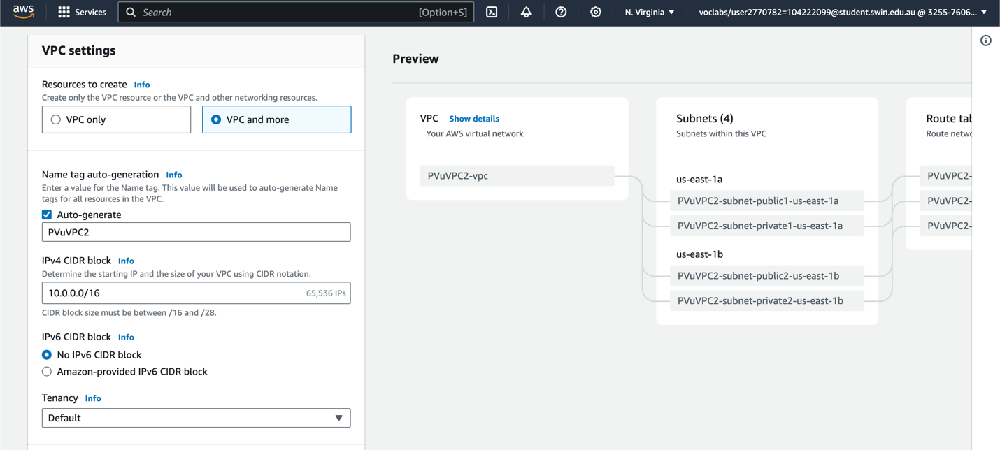 aws
Services
Search
[Option+S]
N. Virginia
voclabs/user2770782=104222099@student.swin.edu.au @ 3255-7606...
VPC settings
Resources to create Info
Create only the VPC resource or the VPC and other networking resources.
VPC only
VPC and more
Name tag auto-generation Info
Enter a value for the Name tag. This value will be used to auto-generate Name
tags for all resources in the VPC.
Auto-generate
PVuVPC2
IPv4 CIDR block Info
Determine the starting IP and the size of your VPC using CIDR notation.
10.0.0.0/16
65,536 IPs
CIDR block size must be between /16 and /28.
IPv6 CIDR block Info
No IPv6 CIDR block
Amazon-provided IPv6 CIDR block
Tenancy Info
Default
Preview
VPC Show details
Your AWS virtual network
PVuVPC2-vpc
Subnets (4)
Subnets within this VPC
us-east-1a
PVuVPC2-subnet-public1-us-east-1a
PVuVPC2-subnet-private1-us-east-1a
us-east-1b
PVuVPC2-subnet-public2-us-east-1b
PVuVPC2-subnet-private2-us-east-1b
Route tab
Route netwo
PVuVPC2-
PVuVPC2-
PVuVPC2-